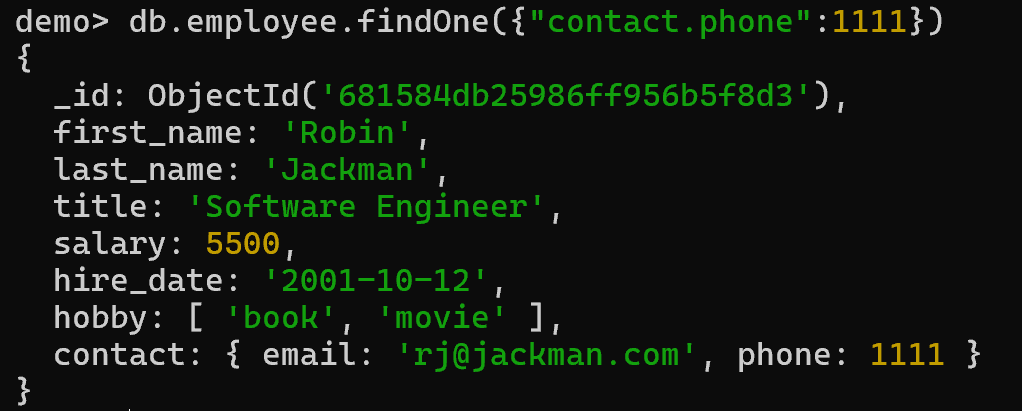 demo> db.employee.findOne({"contact.phone":1111})
{
  _id: ObjectId('681584db25986ff956b5f8d3'),
  first_name: 'Robin',
  last_name: 'Jackman',
  title: 'Software Engineer',
  salary: 5500,
  hire_date: '2001-10-12',
  hobby: [ 'book', 'movie' ],
  contact: { email: 'rj@jackman.com', phone: 1111 }
}